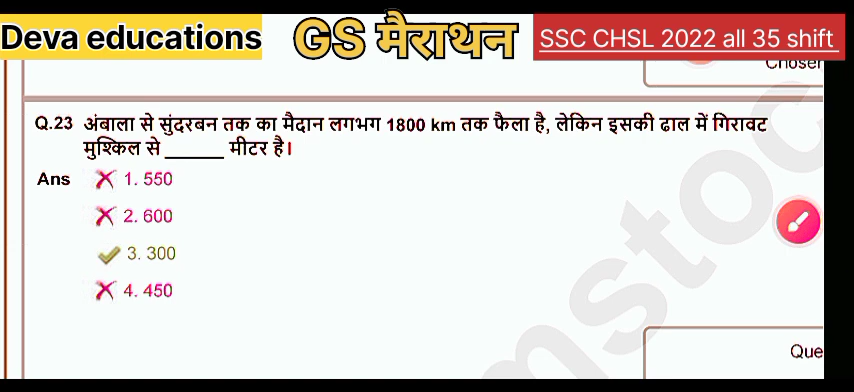 Deva educations GS मैराथन SSC CHSL 2022 all 35 shift
Chosen
Q.23 अंबाला से सुंदरबन तक का मैदान लगभग 1800 km तक फैला है, लेकिन इसकी ढाल में गिरावट
मुश्किल से ______ मीटर है।
Ans 1. 550
2. 600
3. 300
4. 450
Que